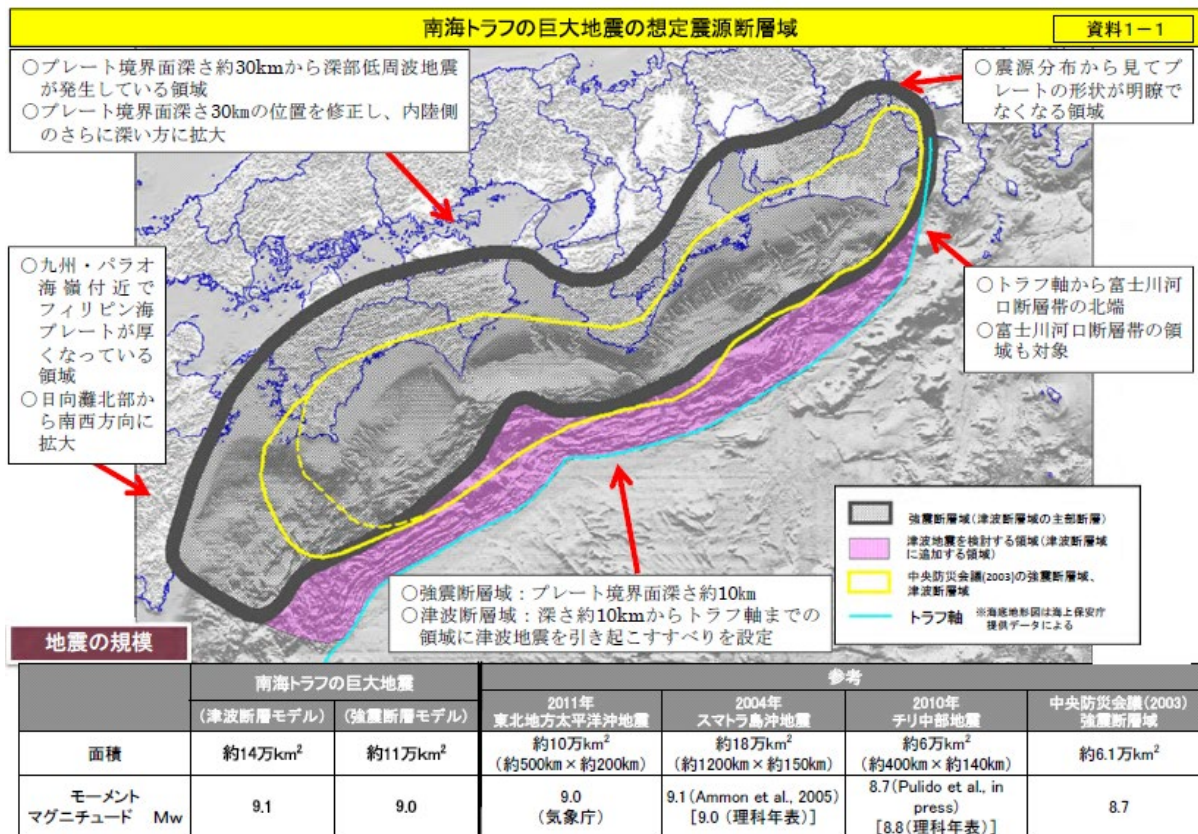 南海トラフの巨大地震の想定震源断層域
資料1－1
○プレート境界面深さ約30kmから深部低周波地震
が発生している領域
○プレート境界面深さ30kmの位置を修正し、内陸側
のさらに深い方に拡大
○震源分布から見てプ
レートの形状が明瞭で
なくなる領域
○九州・パラオ
海嶺付近で
フィリピン海
プレートが厚
くなっている
領域
○日向灘北部か
ら南西方向に
拡大
○トラフ軸から富士川河
口断層帯の北端
○富士川河口断層帯の領
域も対象
○強震断層域：プレート境界面深さ約10km
○津波断層域：深さ約10kmからトラフ軸までの
領域に津波地震を引き起こすすべりを設定
強震断層域(津波断層域の主部断層)
津波地震を検討する領域(津波断層域
に追加する領域)
中央防災会議(2003)の強震断層域、
津波断層域
トラフ軸 ※海底地形図は海上保安庁
提供データによる
地震の規模
南海トラフの巨大地震 参考
(津波断層モデル) (強震断層モデル) 2011年
東北地方太平洋沖地震 2004年
スマトラ島沖地震 2010年
チリ中部地震 中央防災会議(2003)
強震断層域
面積 約14万km² 約11万km² 約10万km²
(約500km×約200km) 約18万km²
(約1200km×約150km) 約6万km²
(約400km×約140km) 約6.1万km²
モーメント
マグニチュード Mw 9.1 9.0 9.0
(気象庁) 9.1(Ammon et al., 2005)
[9.0 (理科年表)] 8.7(Pulido et al., in
press)
[8.8(理科年表)] 8.7